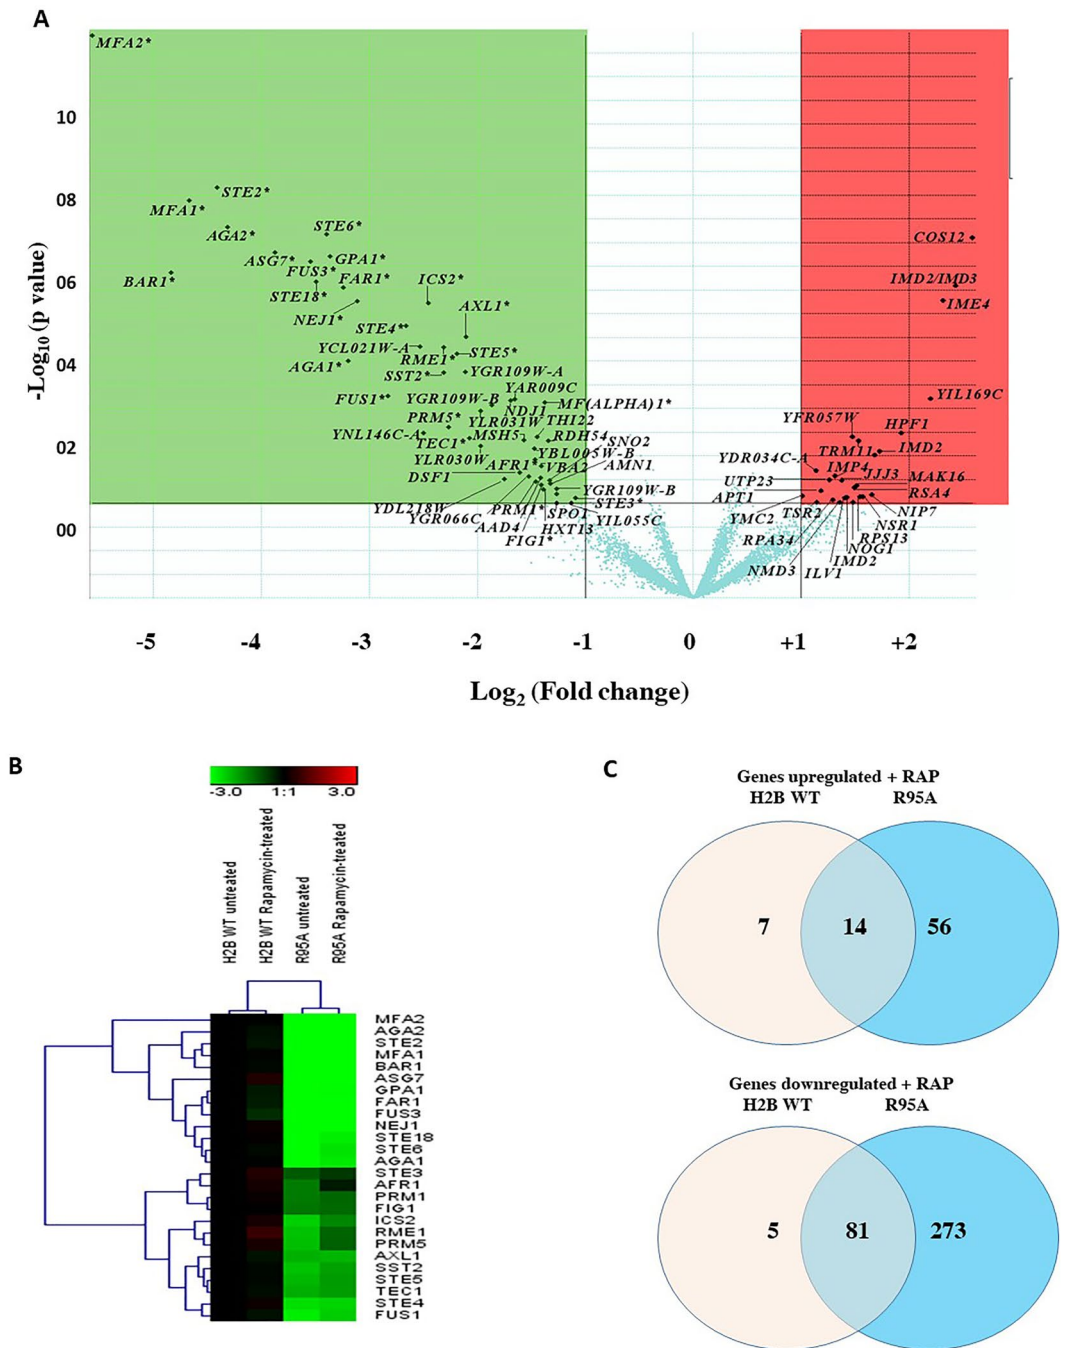 A
MFA2*
10
STE2*
08
MFA1*
STE6*
AGA2*
COS12
ASG7*
GPA1*
FUS3*
BAR1*
FAR1*
ICS2*
IMD2/IMD3
06
STE18*
AXL1*
IME4
NEJ1*
STE4*
YCL021W-A
RME1*
STE5*
04
AGA1*
SST2*
YGR109W-A
YAR009C
FUS1*
YGR109W-B
NDJ1
MF(ALPHA)1*
YIL169C
PRM5*
YLR031W
THI22
YFR057W
HPF1
YNL146C-A
TEC1*
MSH5
RDH54
SNO2
02
YBL005W-B
TRM11
IMD2
YLR030W
AFR1*
VBA2
AMN1
YDR034C-A
IMP4
DSF1
UTP23
JJJ3
MAK16
YGR109W-B
APT1
RSA4
YDL218W
PRM1*
STE3*
YGR066C
SPO1
YIL055C
YMC2
TSR2
NIP7
AAD4
HXT13
NSR1
00
FIG1*
RPA34
RPS13
NOG1
NMD3
IMD2
ILV1
-Log10 (p value)
-5 -4 -3 -2 -1 0 +1 +2
Log2 (Fold change)
B
-3.0 1:1 3.0
H2B WT untreated
H2B WT Rapamycin-treated
R95A untreated
R95A Rapamycin-treated
MFA2
AGA2
STE2
MFA1
BAR1
ASG7
GPA1
FAR1
FUS3
NEJ1
STE18
STE6
AGA1
STE3
AFR1
PRM1
FIG1
ICS2
RME1
PRM5
AXL1
SST2
STE5
TEC1
STE4
FUS1
C
Genes upregulated + RAP
H2B WT R95A
7 14 56
Genes downregulated + RAP
H2B WT R95A
5 81 273